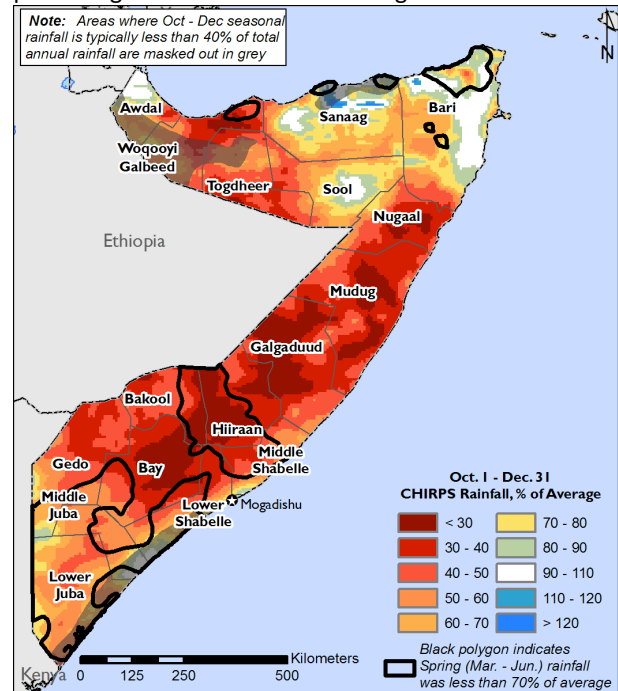 Note: Areas where Oct - Dec seasonal
rainfall is typically less than 40% of total
annual rainfall are masked out in grey
N
Awdal
Woqooyi
Galbeed
Togdheer
Sanaag
Bari
Sool
Nugaal
Ethiopia
Mudug
Galgaduud
Bakool
Hiiraan
Gedo
Bay
Middle
Shabelle
Middle
Juba
Lower
Shabelle
Mogadishu
Lower
Juba
Kenya
Oct. 1 - Dec. 31
CHIRPS Rainfall, % of Average
< 30 70 - 80
30 - 40 80 - 90
40 - 50 90 - 110
50 - 60 110 - 120
60 - 70 > 120
Black polygon indicates
Spring (Mar. - Jun.) rainfall
was less than 70% of average
Kilometers
0 125 250 500